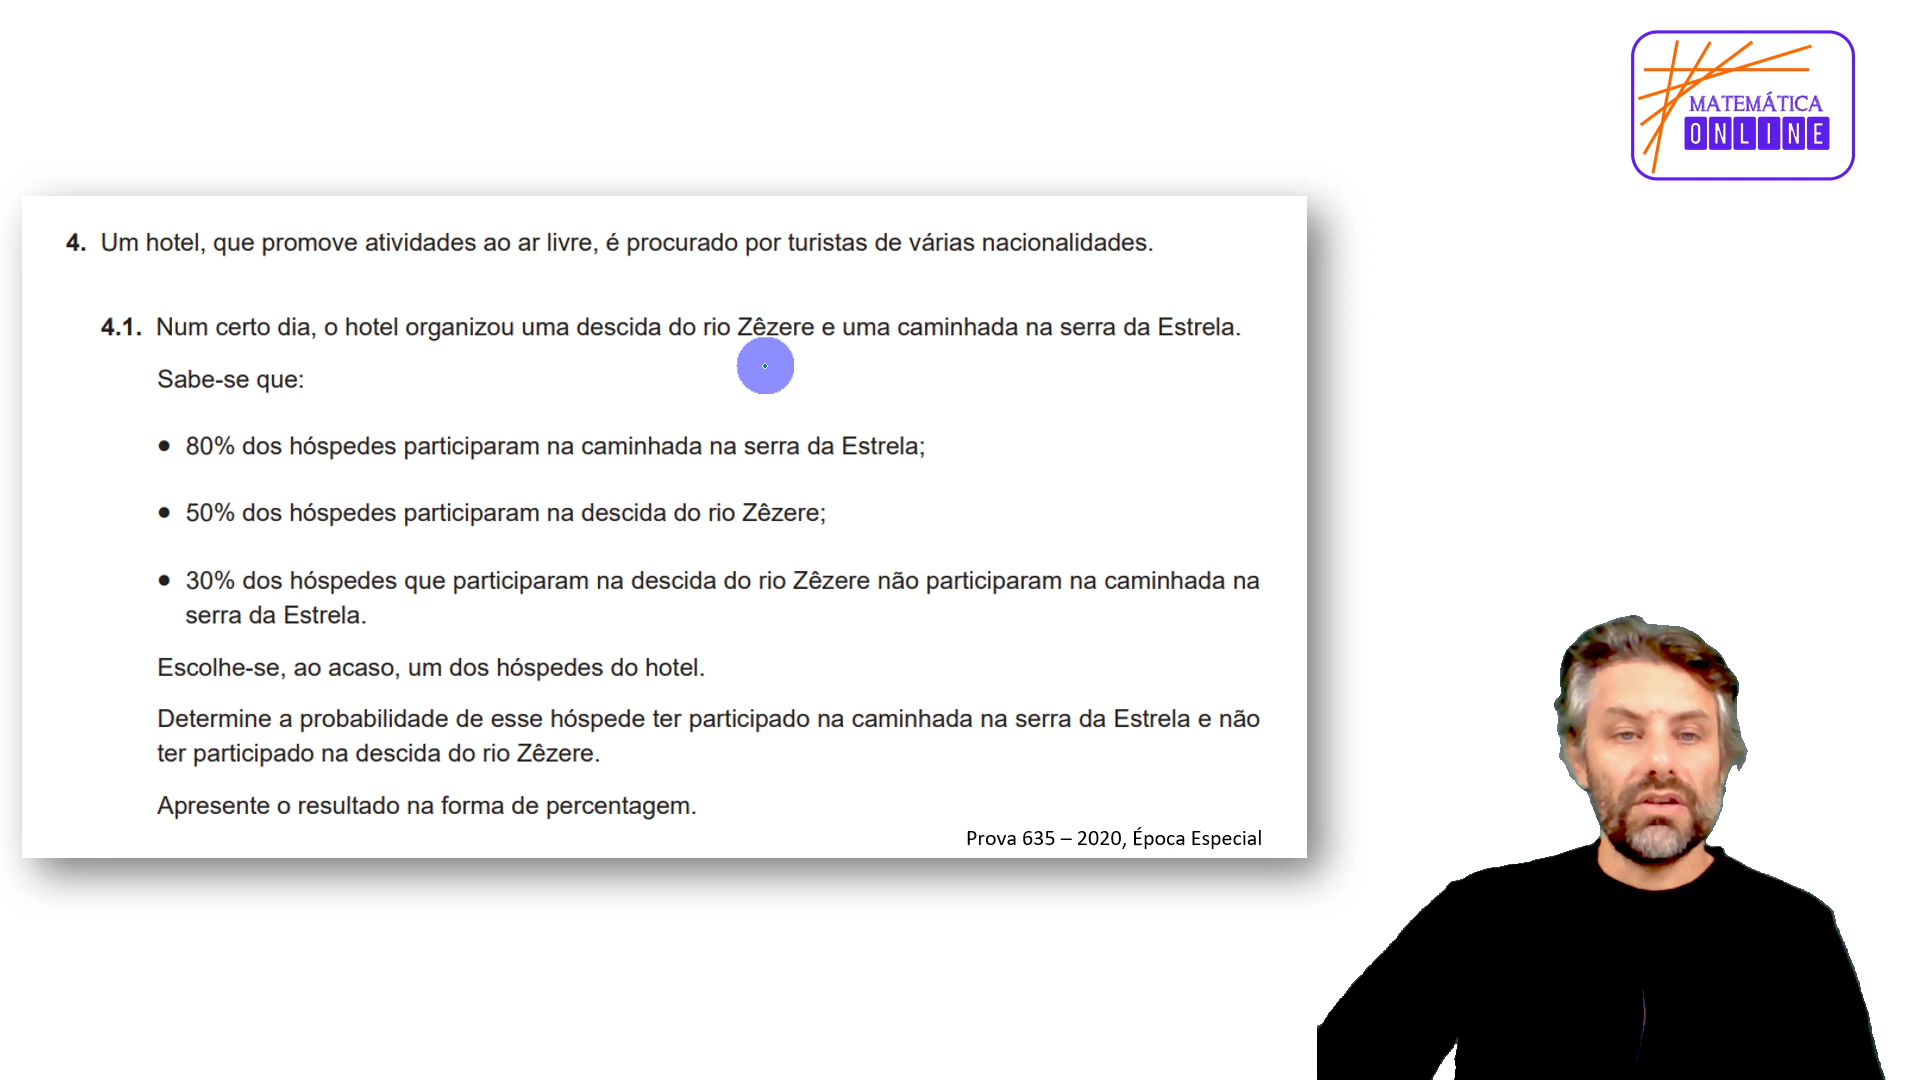 MATEMÁTICA
ONLINE
4. Um hotel, que promove atividades ao ar livre, é procurado por turistas de várias nacionalidades.
4.1. Num certo dia, o hotel organizou uma descida do rio Zêzere e uma caminhada na serra da Estrela.
Sabe-se que:
• 80% dos hóspedes participaram na caminhada na serra da Estrela;
• 50% dos hóspedes participaram na descida do rio Zêzere;
• 30% dos hóspedes que participaram na descida do rio Zêzere não participaram na caminhada na
serra da Estrela.
Escolhe-se, ao acaso, um dos hóspedes do hotel.
Determine a probabilidade de esse hóspede ter participado na caminhada na serra da Estrela e não
ter participado na descida do rio Zêzere.
Apresente o resultado na forma de percentagem.
Prova 635 – 2020, Época Especial